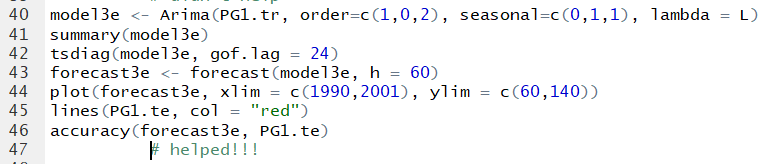 40 model3e <- Arima(PG1.tr, order=c(1,0,2), seasonal=c(0,1,1), lambda = L)
41 summary(model3e)
42 tsdiag(model3e, gof.lag = 24)
43 forecast3e <- forecast(model3e, h = 60)
44 plot(forecast3e, xlim = c(1990,2001), ylim = c(60,140))
45 lines(PG1.te, col = "red")
46 accuracy(forecast3e, PG1.te)
47 # helped!!!